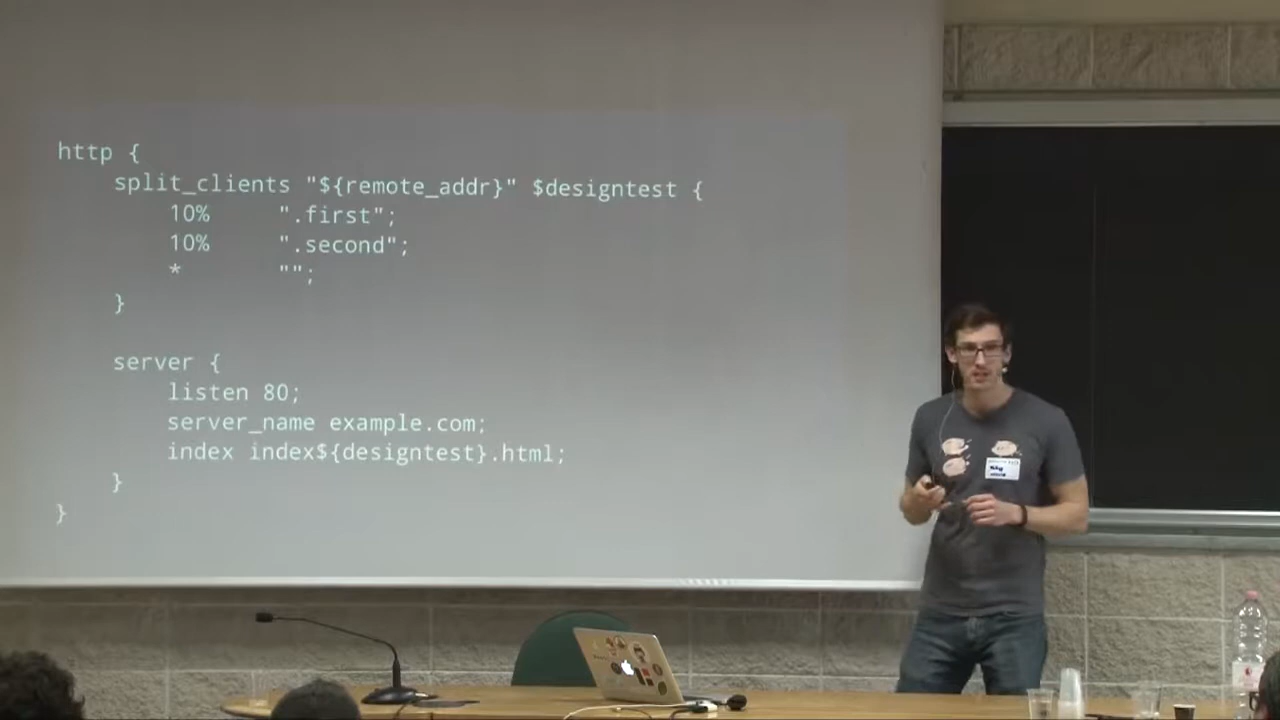 http {
    split_clients "${remote_addr}" $designtest {
        10%     ".first";
        10%     ".second";
        *       "";
    }

    server {
        listen 80;
        server_name example.com;
        index index${designtest}.html;
    }
}